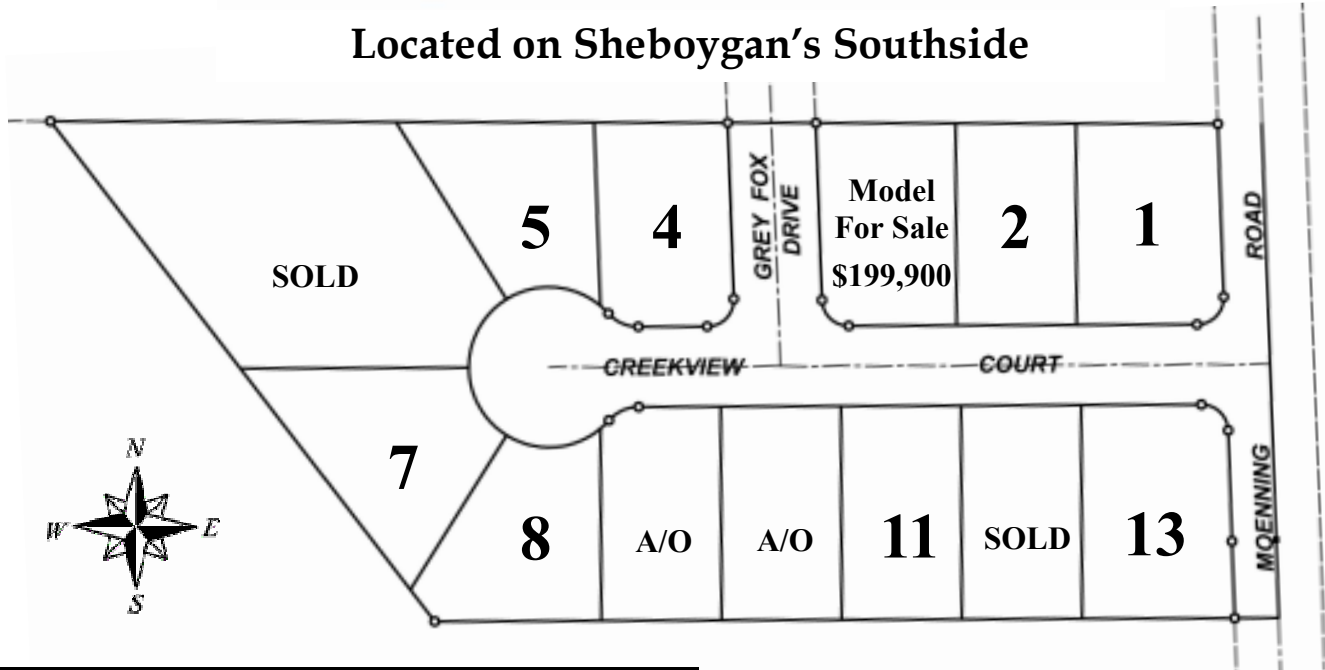 Located on Sheboygan's Southside
5
4
GREY FOX
DRIVE
Model
For Sale
$199,900
2
1
ROAD
SOLD
CREEKVIEW
COURT
7
N
W
E
S
8
A/O
A/O
11
SOLD
13
MOENNING